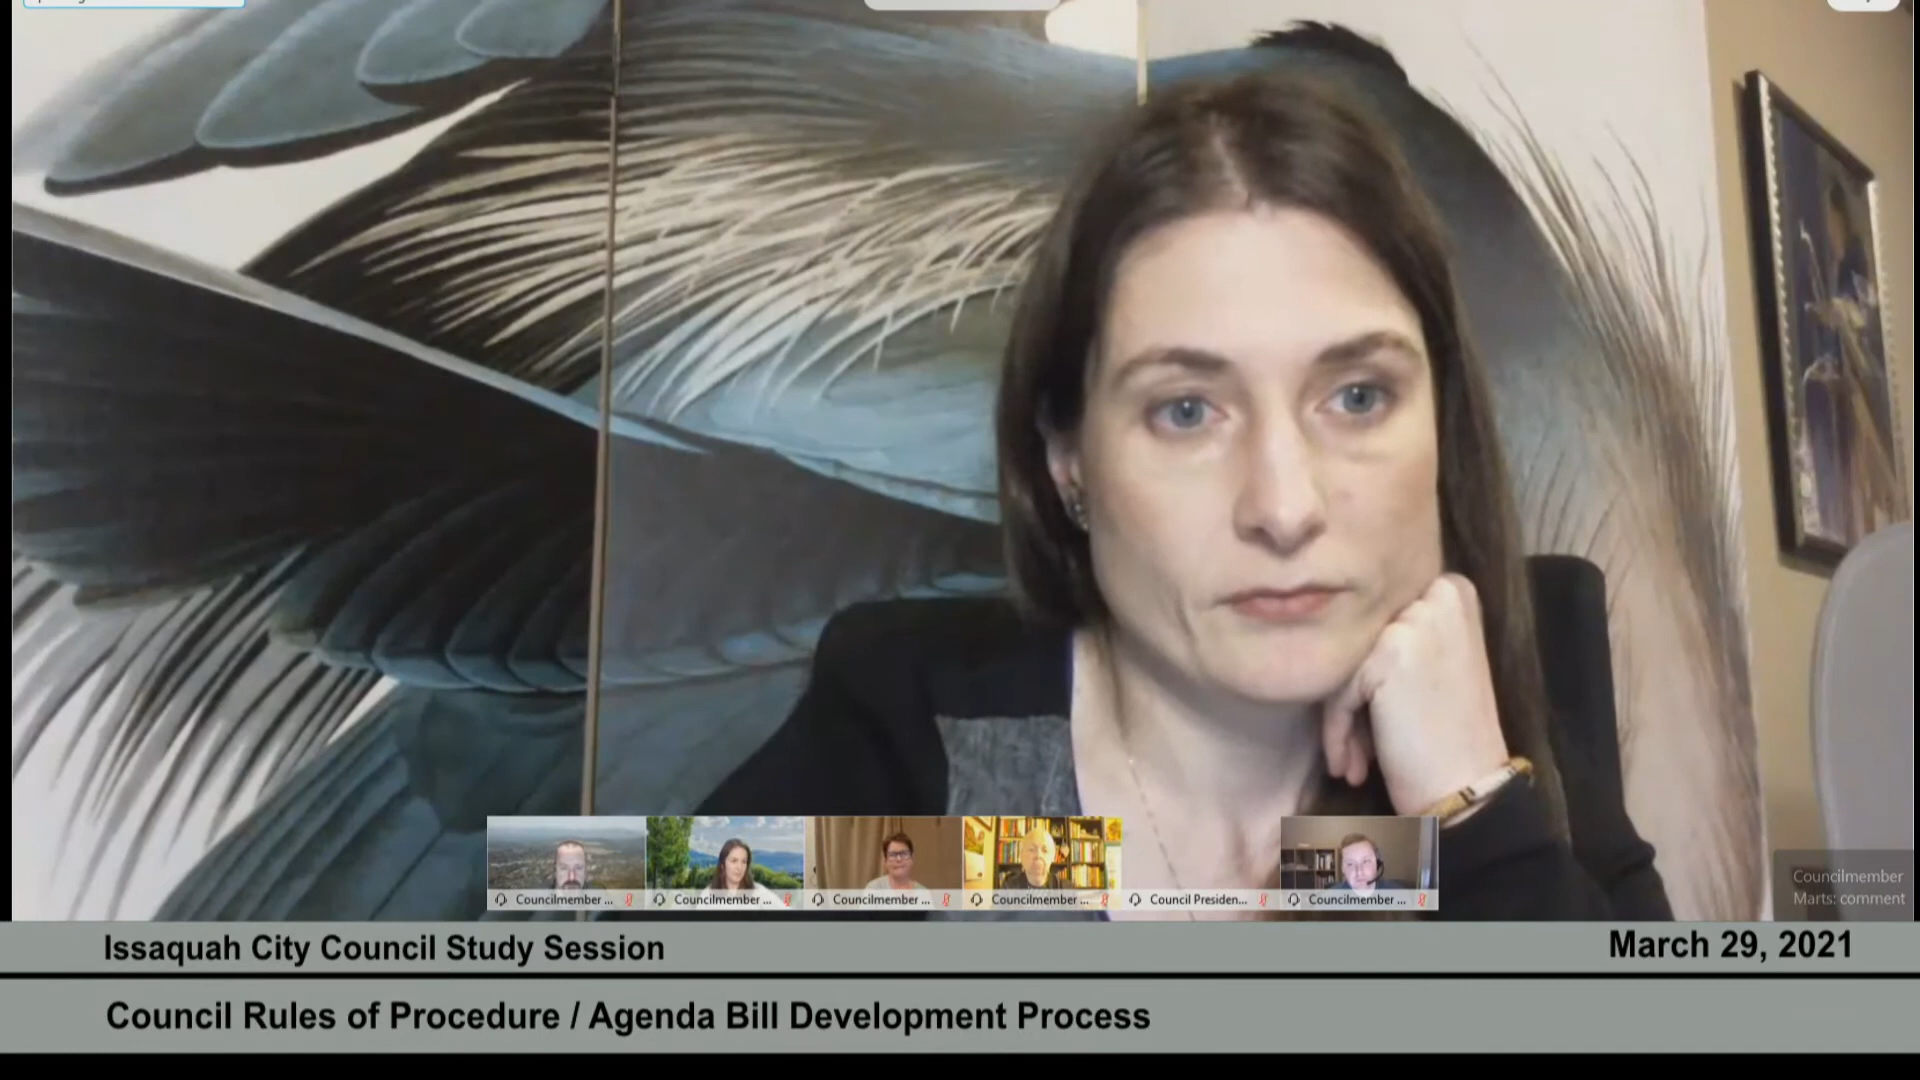 Councilmember ...
Councilmember ...
Councilmember ...
Councilmember ...
Council Presiden...
Councilmember ...
Councilmember
Marts: comment
Issaquah City Council Study Session
March 29, 2021
Council Rules of Procedure / Agenda Bill Development Process